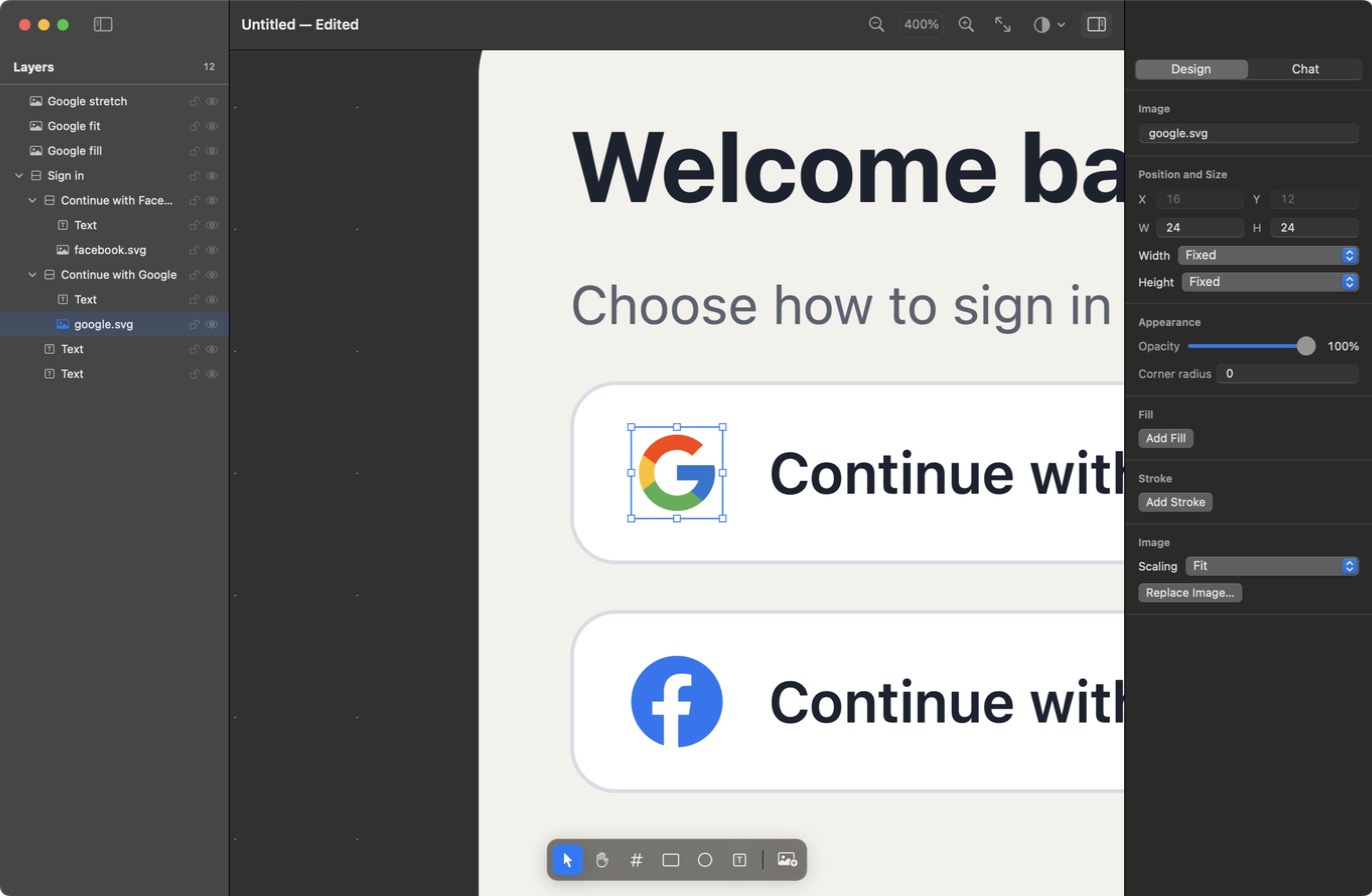 Untitled — Edited
400%
Layers
12
Google stretch
Google fit
Google fill
Sign in
Continue with Face...
Text
facebook.svg
Continue with Google
Text
google.svg
Text
Text
Welcome ba
Choose how to sign in
Continue with
Continue with
Design
Chat
Image
google.svg
Position and Size
X 16 Y 12
W 24 H 24
Width Fixed
Height Fixed
Appearance
Opacity 100%
Corner radius 0
Fill
Add Fill
Stroke
Add Stroke
Image
Scaling Fit
Replace Image...